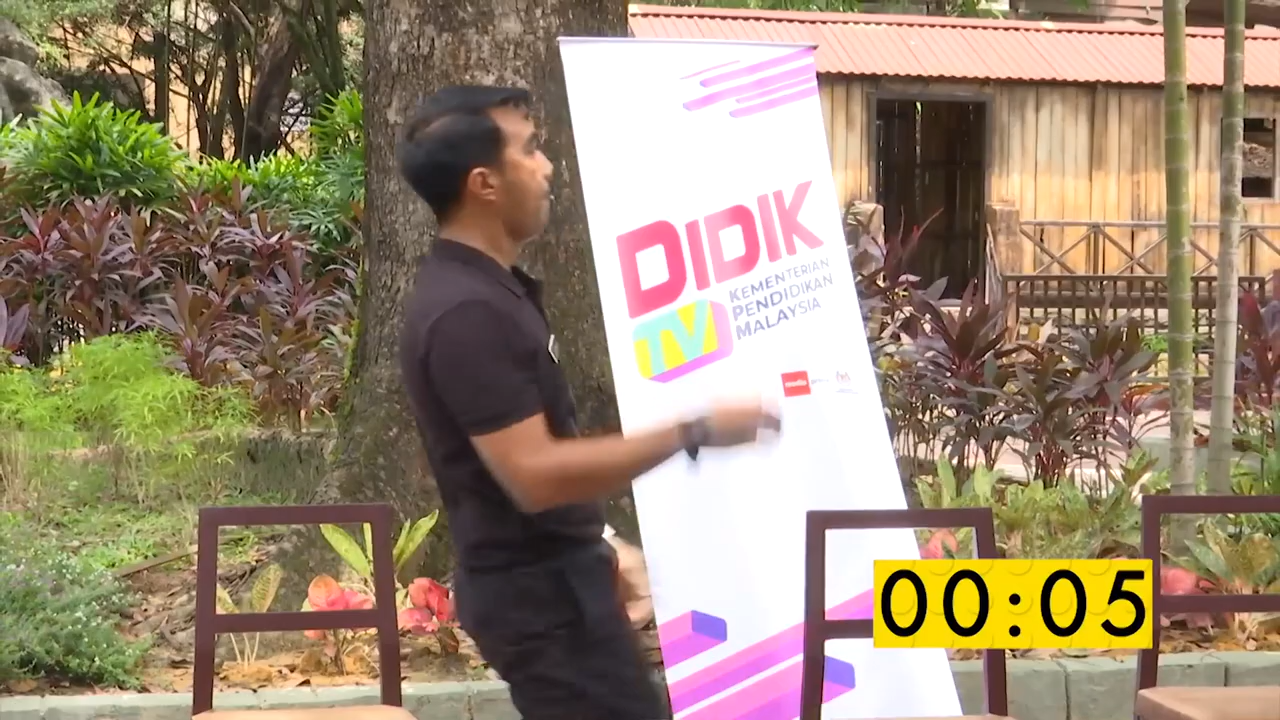 DIDIK
TV
KEMENTERIAN
PENDIDIKAN
MALAYSIA
00:05